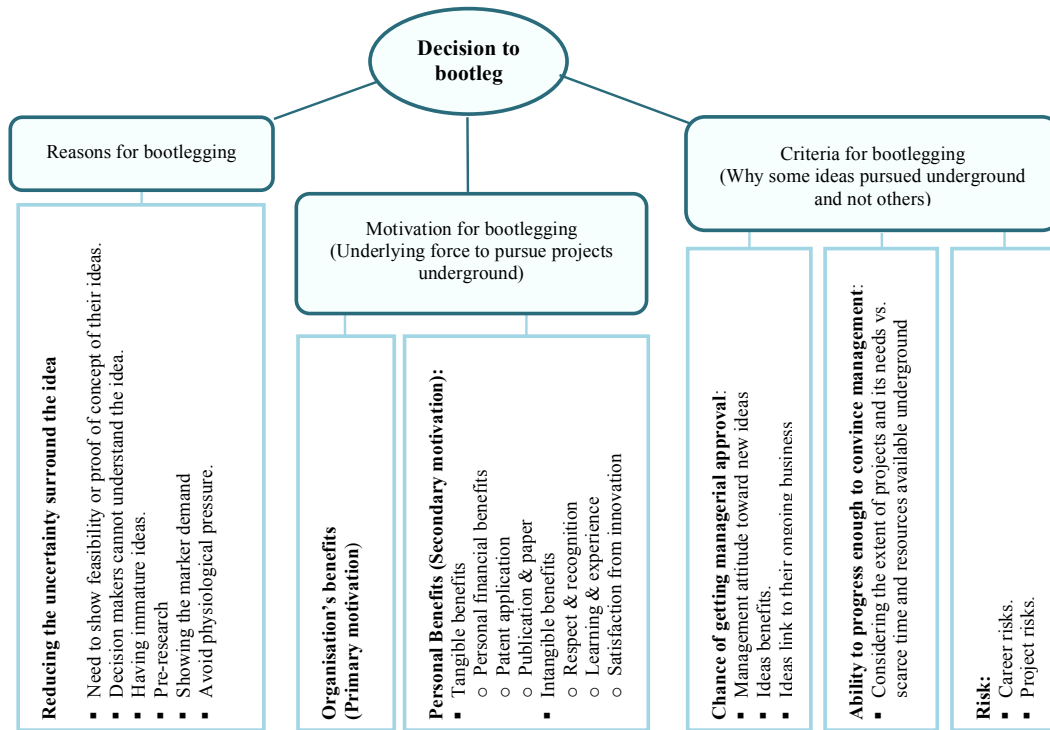 Decision to
bootleg
Reasons for bootlegging
Reducing the uncertainty surround the idea
▪ Need to show feasibility or proof of concept of their ideas.
▪ Decision makers cannot understand the idea.
▪ Having immature ideas.
▪ Pre-research
▪ Showing the marker demand
▪ Avoid physiological pressure.
Motivation for bootlegging
(Underlying force to pursue projects
underground)
Organisation's benefits
(Primary motivation)
Personal Benefits (Secondary motivation):
▪ Tangible benefits
○ Personal financial benefits
○ Patent application
○ Publication & paper
▪ Intangible benefits
○ Respect & recognition
○ Learning & experience
○ Satisfaction from innovation
Criteria for bootlegging
(Why some ideas pursued underground
and not others)
Chance of getting managerial approval:
▪ Management attitude toward new ideas
▪ Ideas benefits.
▪ Ideas link to their ongoing business
Ability to progress enough to convince management:
▪ Considering the extent of projects and its needs vs.
scarce time and resources available underground
Risk:
▪ Career risks.
▪ Project risks.